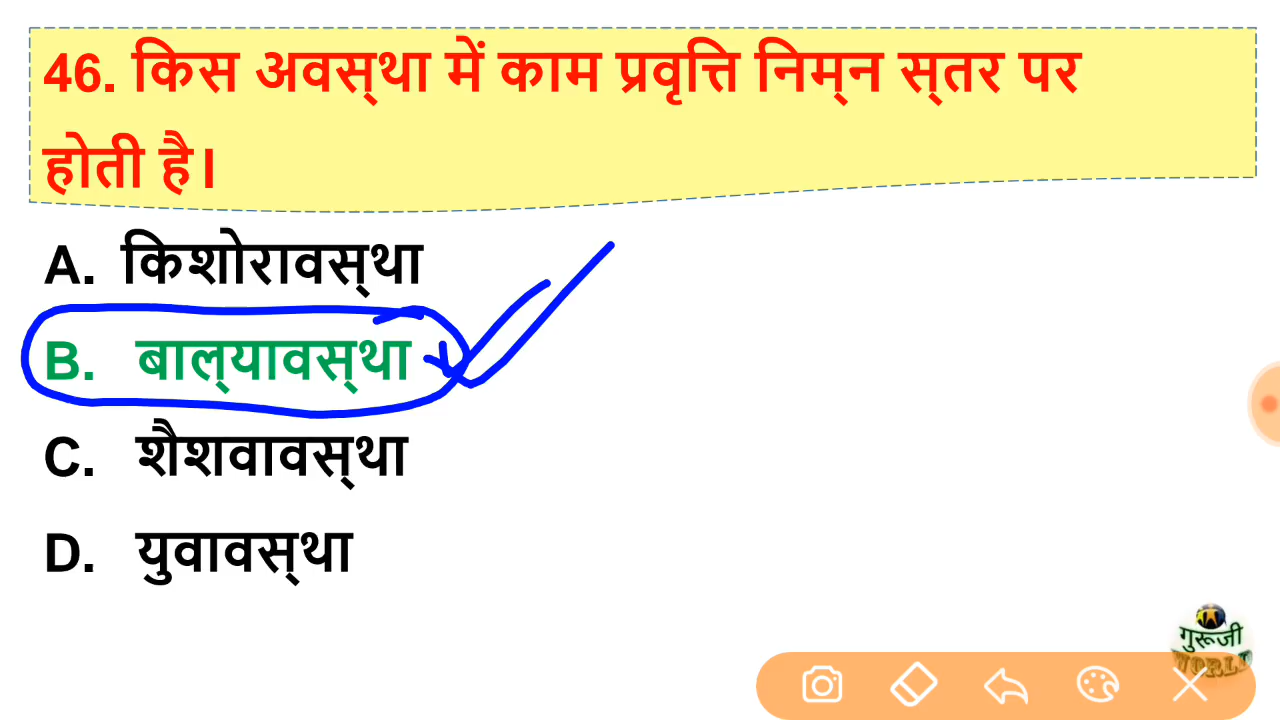 46. किस अवस्था में काम प्रवृत्ति निम्न स्तर पर
होती है।
A. किशोरावस्था
B. बाल्यावस्था
C. शैशवावस्था
D. युवावस्था
गुरूजी
WORLD